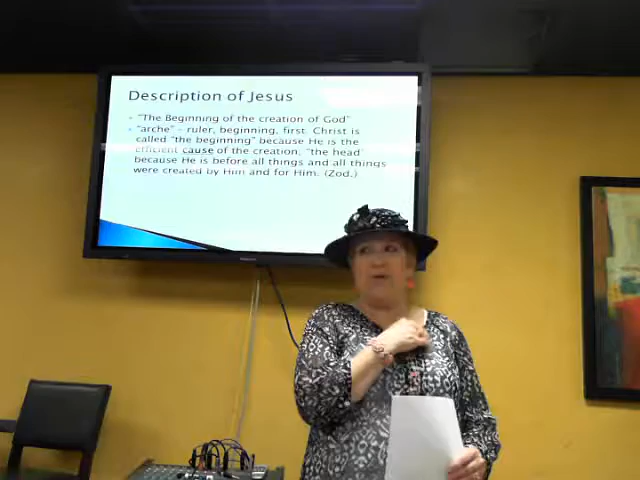 Description of Jesus
• "The Beginning of the creation of God"
• "arche" - ruler, beginning, first. Christ is
called "the beginning" because He is the
efficient cause of the creation; "the head"
because He is before all things and all things
were created by Him and for Him. (Zod.)